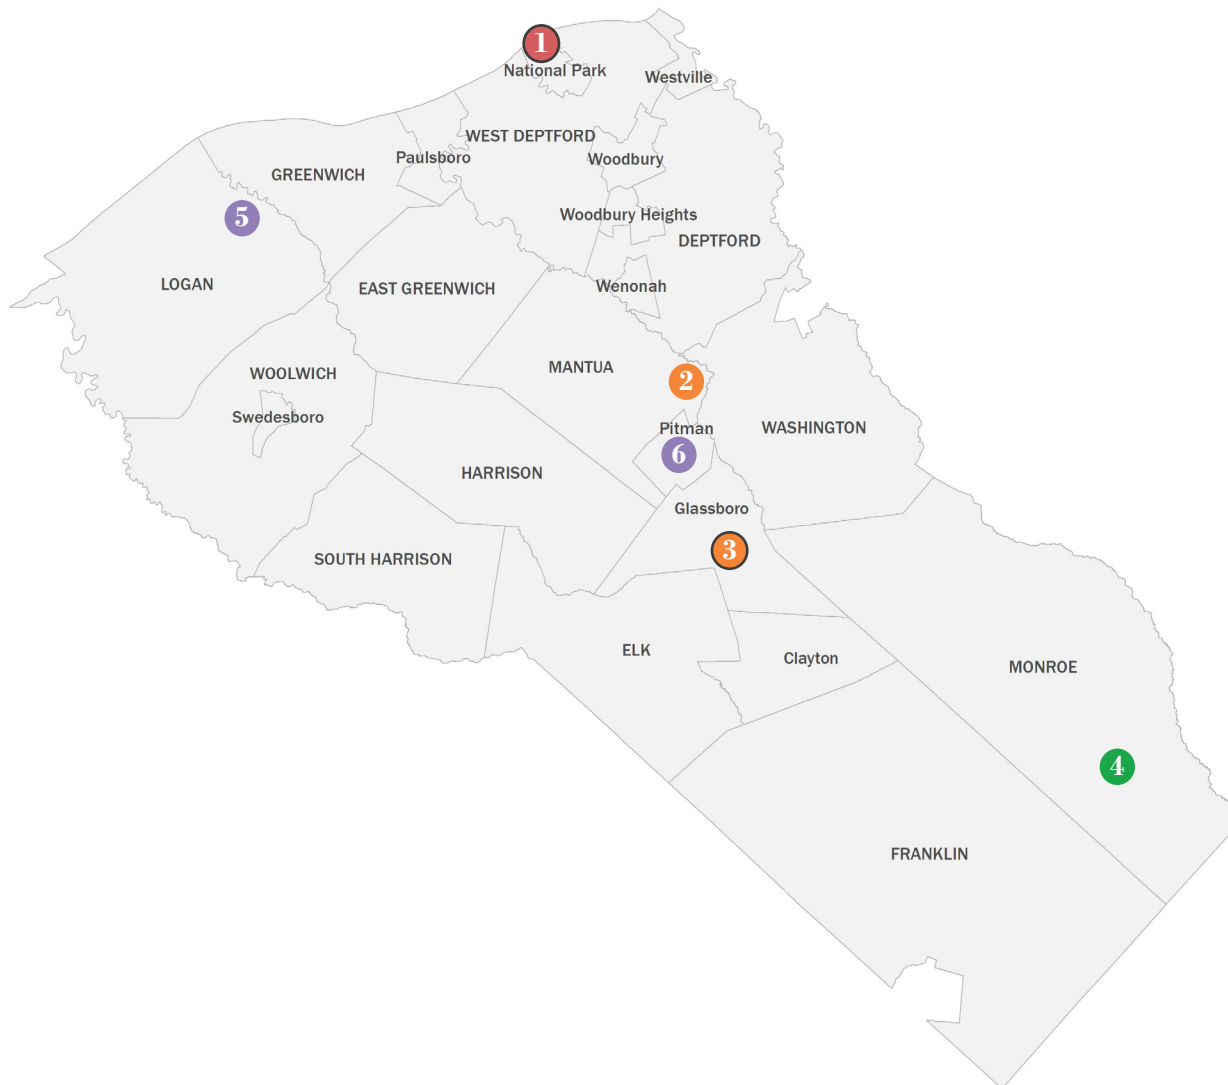 1
National Park
Westville
WEST DEPTFORD
Paulsboro
Woodbury
GREENWICH
5
Woodbury Heights
DEPTFORD
LOGAN
EAST GREENWICH
Wenonah
MANTUA
WOOLWICH
2
Swedesboro
Pitman
WASHINGTON
6
HARRISON
Glassboro
3
SOUTH HARRISON
ELK
Clayton
MONROE
4
FRANKLIN